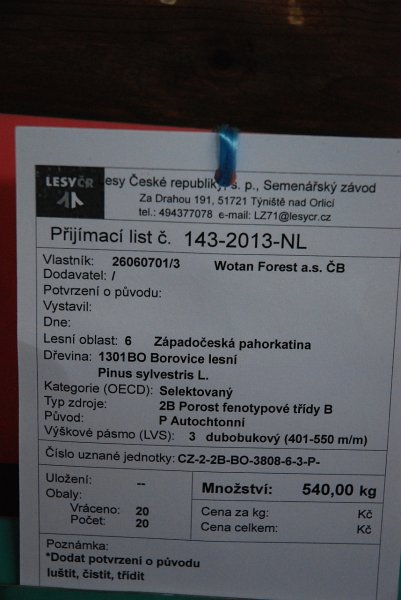 LESYČR
Lesy České republiky, s. p., Semenářský závod
Za Drahou 191, 51721 Týniště nad Orlicí
tel.: 494377078 e-mail: LZ71@lesycr.cz
Přijímací list č. 143-2013-NL
Vlastník: 26060701/3 Wotan Forest a.s. ČB
Dodavatel: /
Potvrzení o původu:
Vystavil:
Dne:
Lesní oblast: 6 Západočeská pahorkatina
Dřevina: 1301BO Borovice lesní
Pinus sylvestris L.
Kategorie (OECD): Selektovaný
Typ zdroje: 2B Porost fenotypové třídy B
Původ: P Autochtonní
Výškové pásmo (LVS): 3 dubobukový (401-550 m/m)
Číslo uznané jednotky: CZ-2-2B-BO-3808-6-3-P-
Uložení: --
Obaly:
Vráceno: 20
Počet: 20
Množství: 540,00 kg
Cena za kg: Kč
Cena celkem: Kč
Poznámka:
*Dodat potvrzení o původu
luštit, čistit, třídit